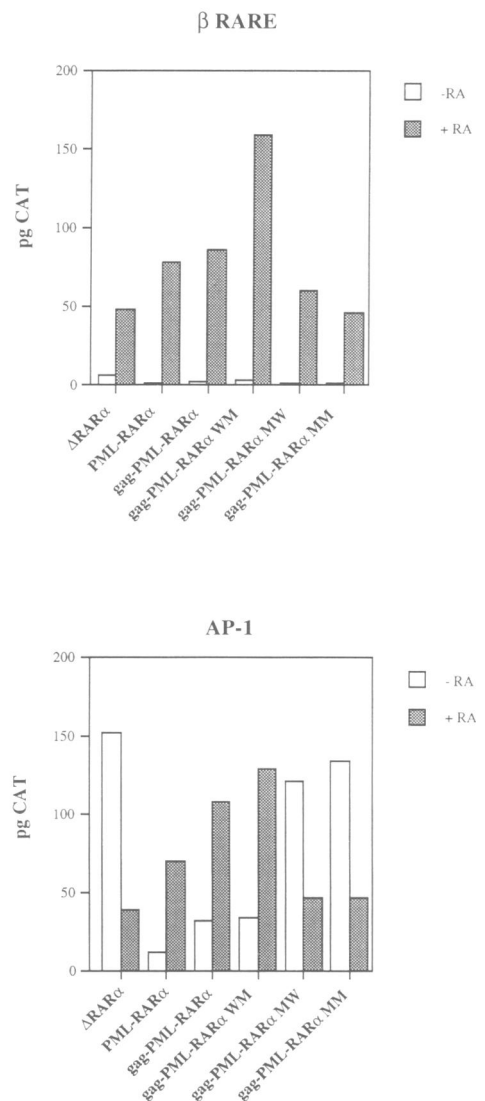 β RARE
200
150
100
50
0
pg CAT
-RA
+ RA
ΔRARα
PML-RARα
gag-PML-RARα
gag-PML-RARα WM
gag-PML-RARα MW
gag-PML-RARα MM
AP-1
200
150
100
50
0
pg CAT
- RA
+ RA
ΔRARα
PML-RARα
gag-PML-RARα
gag-PML-RARα WM
gag-PML-RARα MW
gag-PML-RARα MM